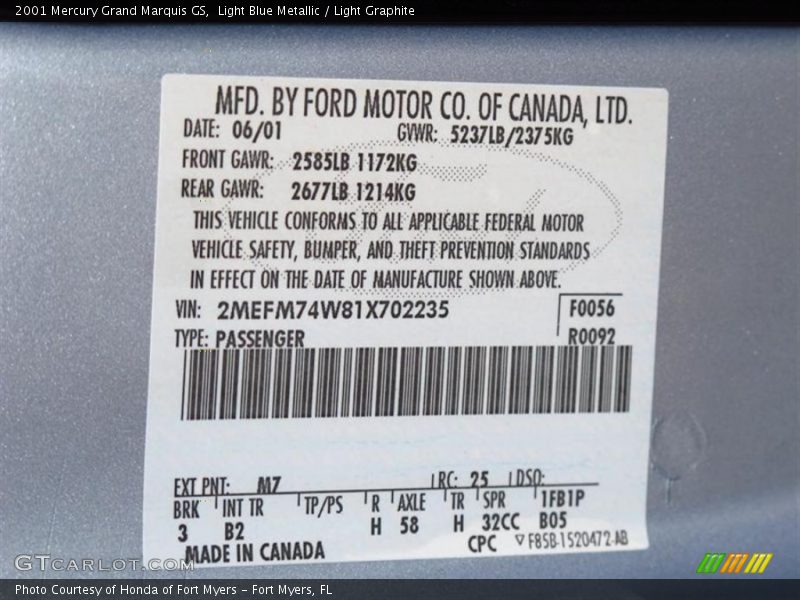 2001 Mercury Grand Marquis GS,  Light Blue Metallic / Light Graphite
MFD. BY FORD MOTOR CO. OF CANADA, LTD.
DATE: 06/01 GVWR: 5237LB/2375KG
FRONT GAWR: 2585LB 1172KG
REAR GAWR: 2677LB 1214KG
THIS VEHICLE CONFORMS TO ALL APPLICABLE FEDERAL MOTOR
VEHICLE SAFETY, BUMPER, AND THEFT PREVENTION STANDARDS
IN EFFECT ON THE DATE OF MANUFACTURE SHOWN ABOVE.
VIN: 2MEFM74W81X702235 F0056
TYPE: PASSENGER R0092
EXT PNT: M7 RC: 25 DSO:
BRK INT TR TP/PS R AXLE TR SPR 1FB1P
3 B2 H 58 H 32CC B05
MADE IN CANADA CPC ▽F85B-1520472-AB
GTCARLOT.COM
Photo Courtesy of Honda of Fort Myers – Fort Myers, FL